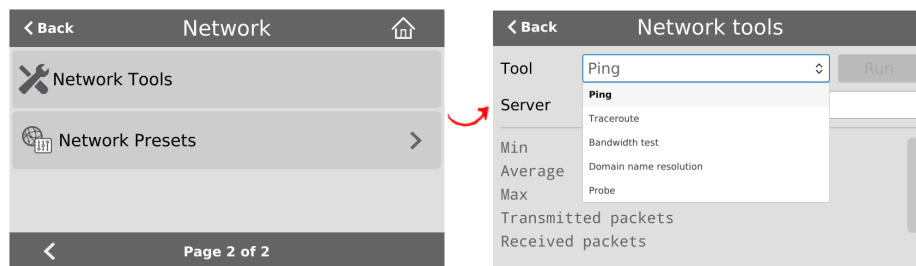 Back
Network
Network Tools
Network Presets
Page 2 of 2
Back
Network tools
Tool
Ping
Run
Server
Ping
Traceroute
Bandwidth test
Domain name resolution
Probe
Min
Average
Max
Transmitted packets
Received packets